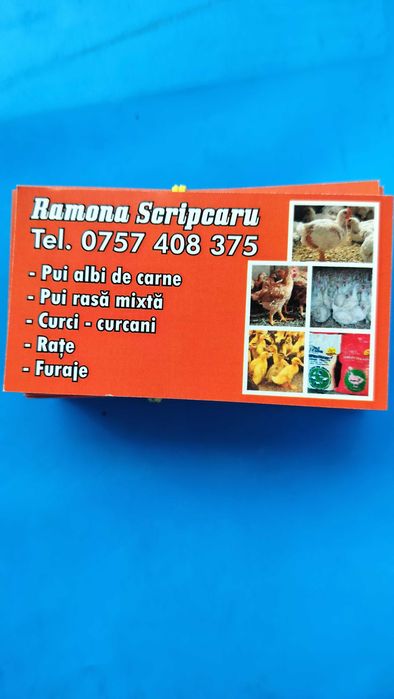 Ramona Scripcaru
Tel. 0757 408 375
- Pui albi de carne
- Pui rasă mixtă
- Curci - curcani
- Rațe
- Furaje